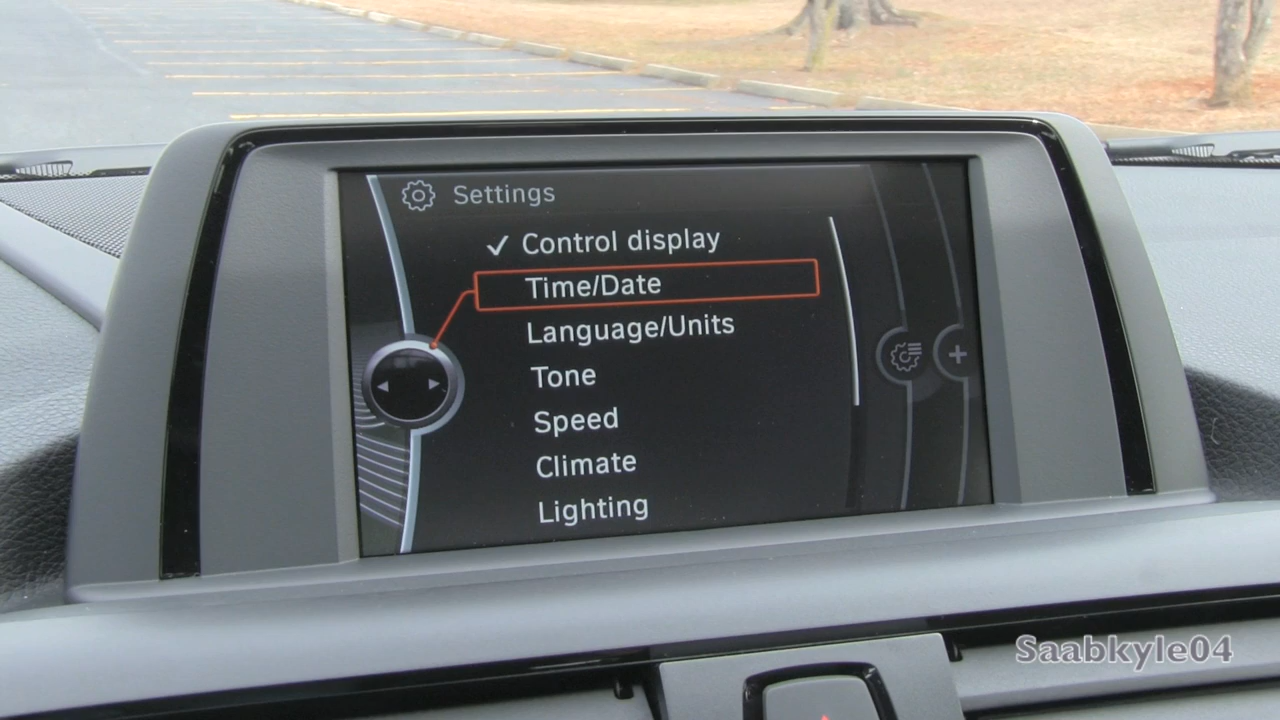 Settings
Control display
Time/Date
Language/Units
Tone
Speed
Climate
Lighting
Saabkyle04